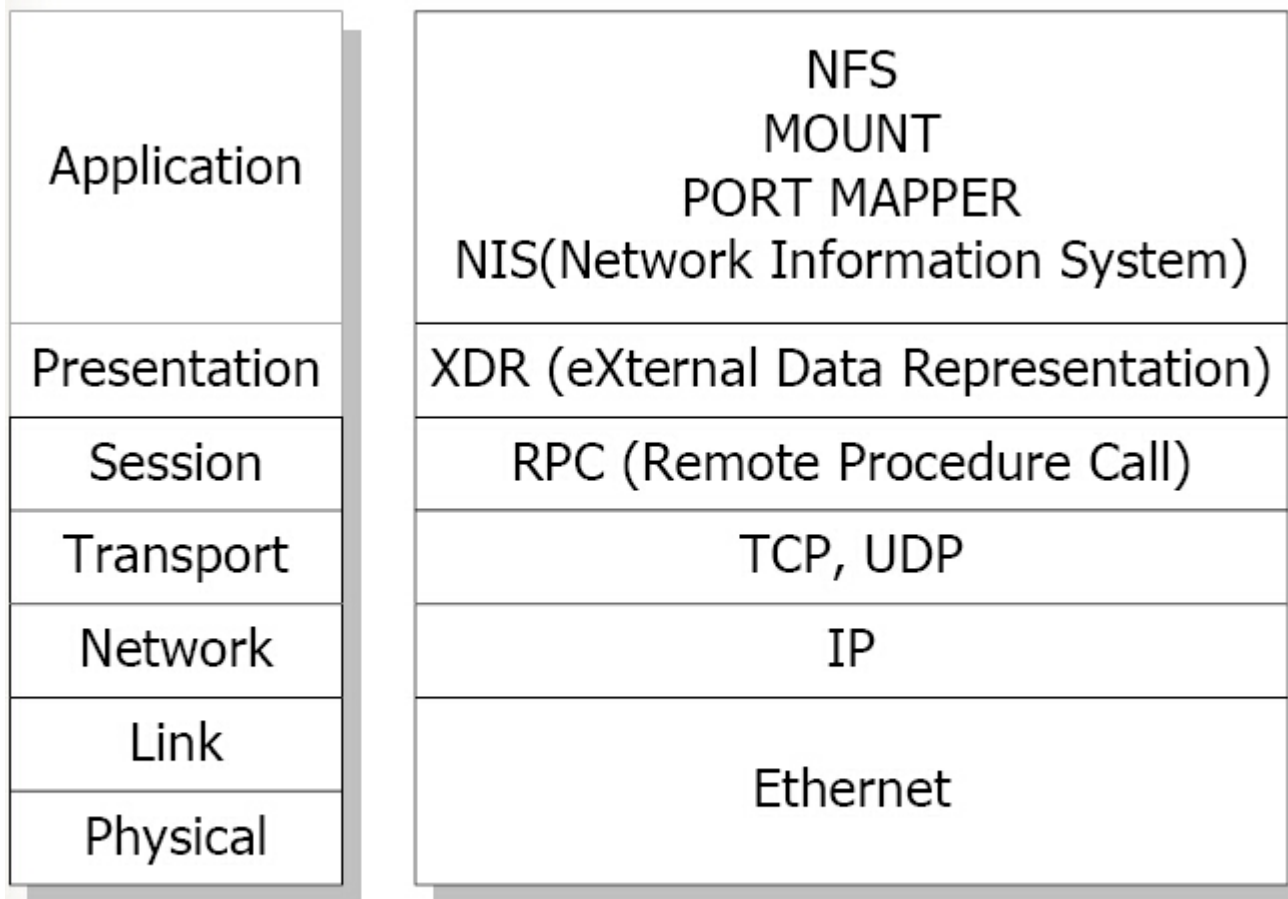 Application
Presentation
Session
Transport
Network
Link
Physical
NFS
MOUNT
PORT MAPPER
NIS(Network Information System)
XDR (eXternal Data Representation)
RPC (Remote Procedure Call)
TCP, UDP
IP
Ethernet